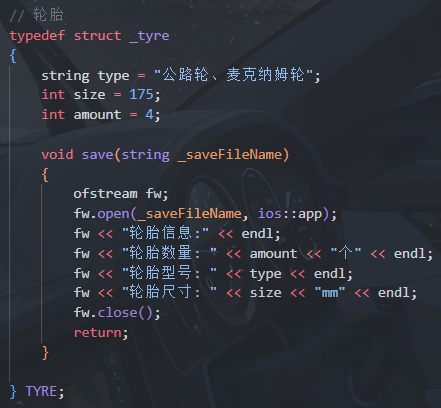 // 轮胎
typedef struct _tyre
{
    string type = "公路轮、麦克纳姆轮";
    int size = 175;
    int amount = 4;

    void save(string _saveFileName)
    {
        ofstream fw;
        fw.open(_saveFileName, ios::app);
        fw << "轮胎信息:" << endl;
        fw << "轮胎数量: " << amount << "个" << endl;
        fw << "轮胎型号: " << type << endl;
        fw << "轮胎尺寸: " << size << "mm" << endl;
        fw.close();
        return;
    }

} TYRE;